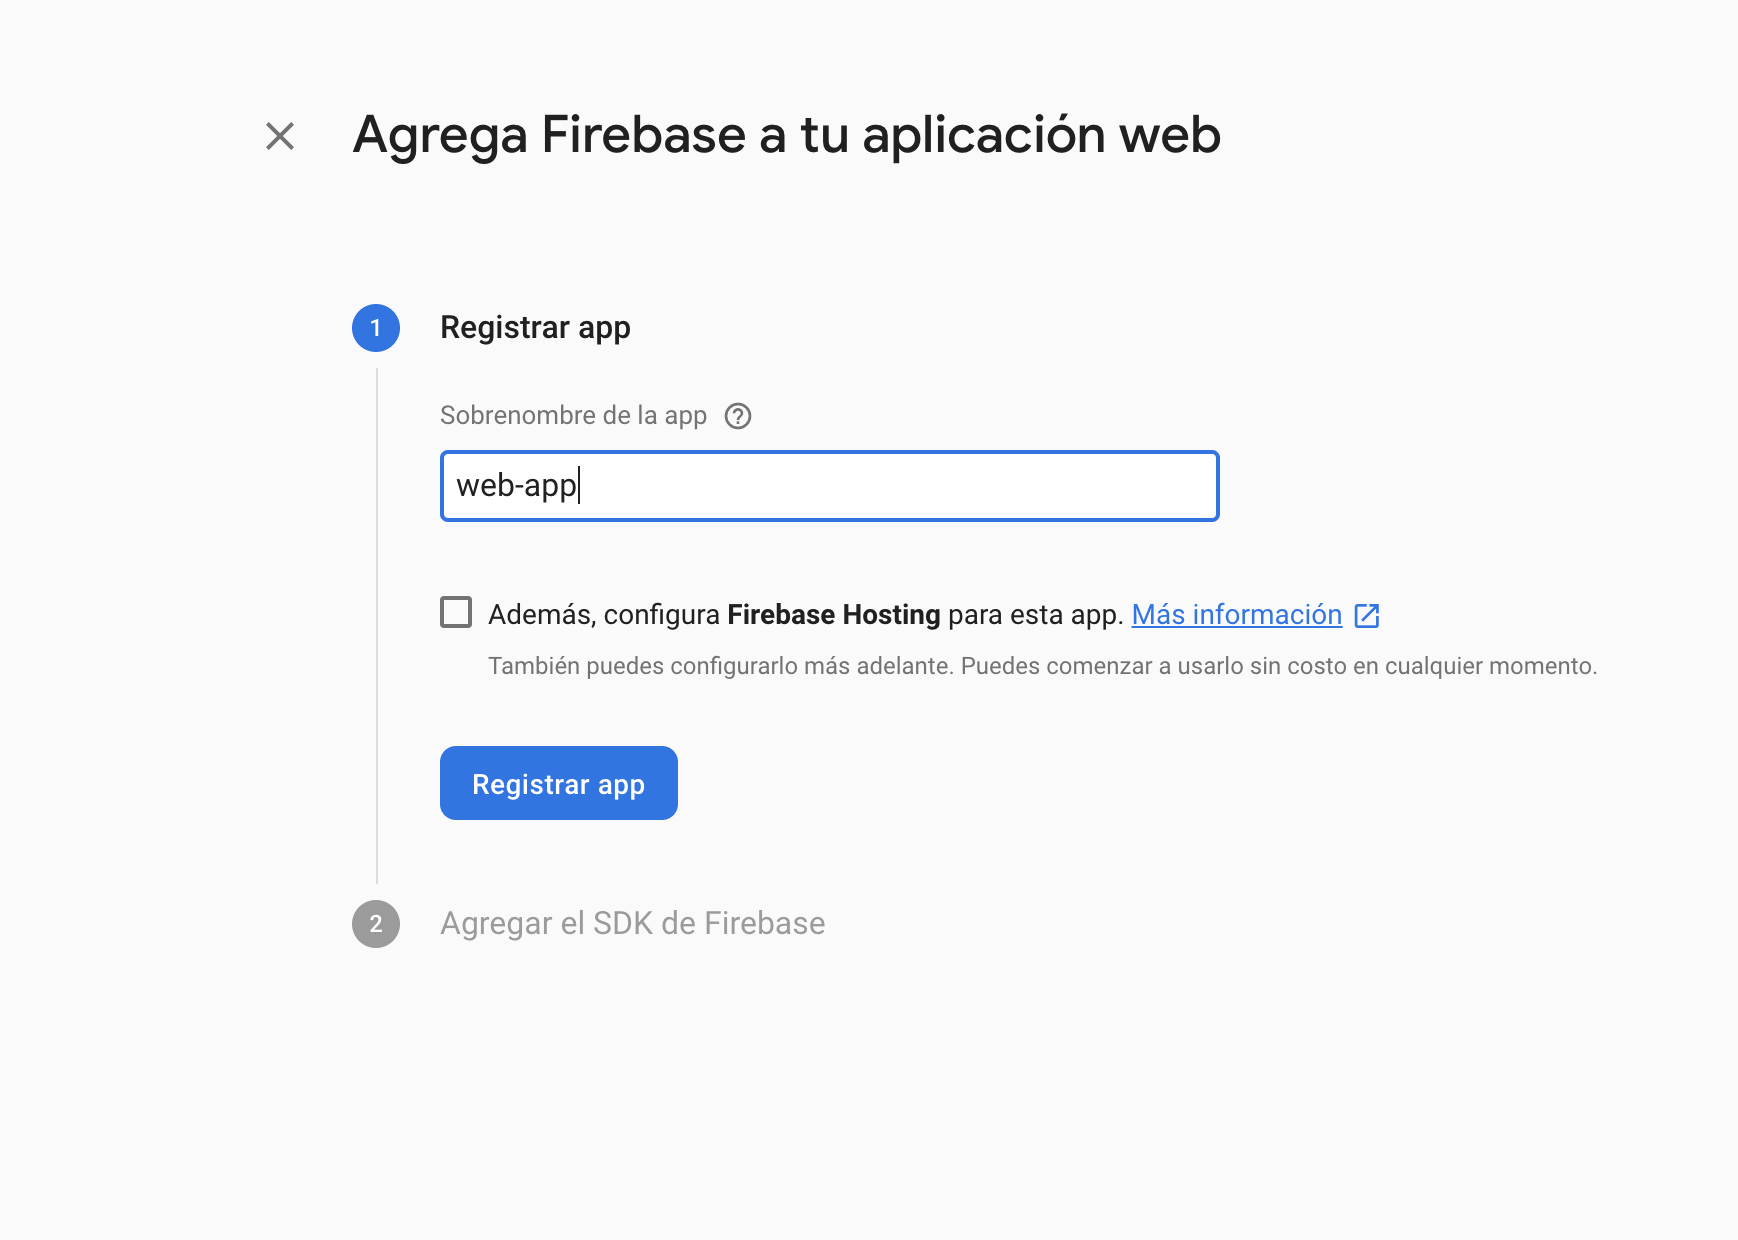 Agrega Firebase a tu aplicación web
1
Registrar app
Sobrenombre de la app
web-app
Además, configura Firebase Hosting para esta app. Más información
También puedes configurarlo más adelante. Puedes comenzar a usarlo sin costo en cualquier momento.
Registrar app
2
Agregar el SDK de Firebase